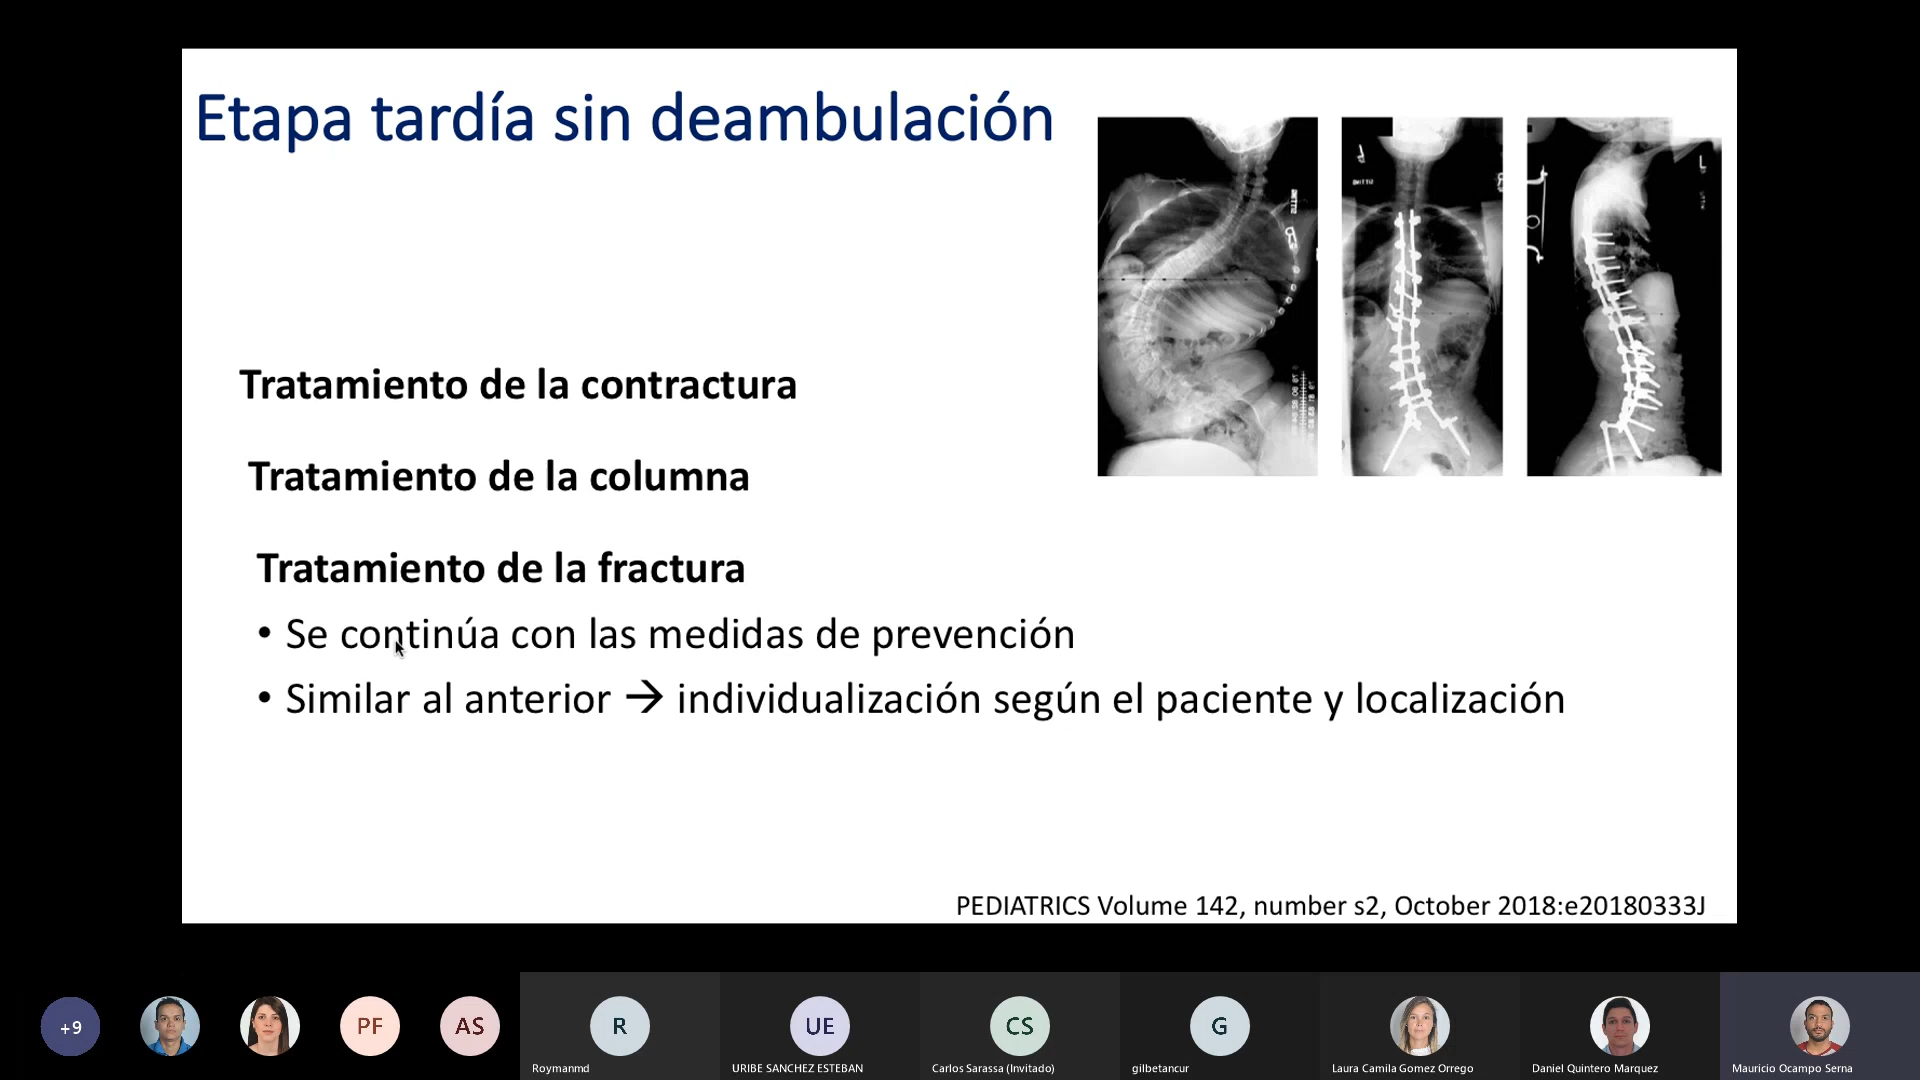 Etapa tardía sin deambulación
Tratamiento de la contractura
Tratamiento de la columna
Tratamiento de la fractura
• Se continúa con las medidas de prevención
• Similar al anterior → individualización según el paciente y localización
PEDIATRICS Volume 142, number s2, October 2018:e20180333J
+9
PF
AS
R
UE
CS
G
Roymanmd
URIBE SANCHEZ ESTEBAN
Carlos Sarassa (Invitado)
gilbetancur
Laura Camila Gomez Orrego
Daniel Quintero Marquez
Mauricio Ocampo Serna